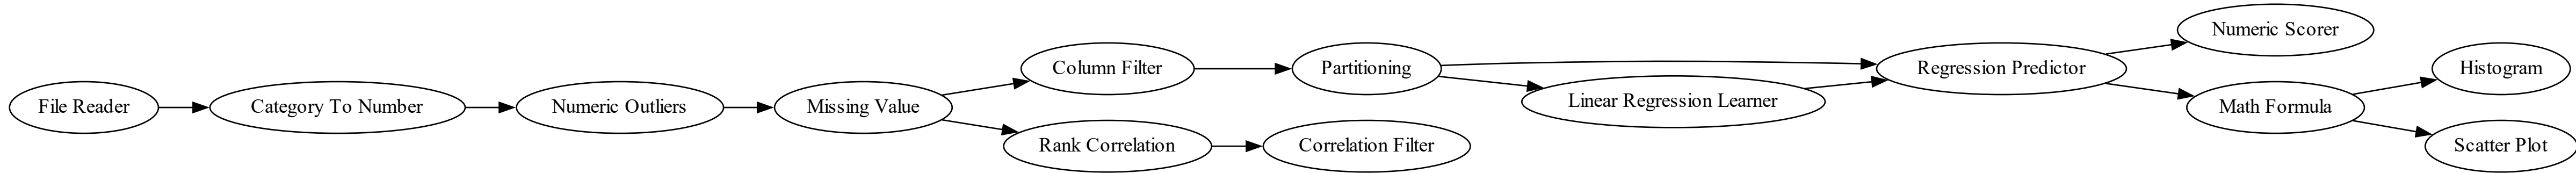 File Reader
Category To Number
Numeric Outliers
Missing Value
Column Filter
Rank Correlation
Partitioning
Correlation Filter
Linear Regression Learner
Regression Predictor
Numeric Scorer
Math Formula
Histogram
Scatter Plot